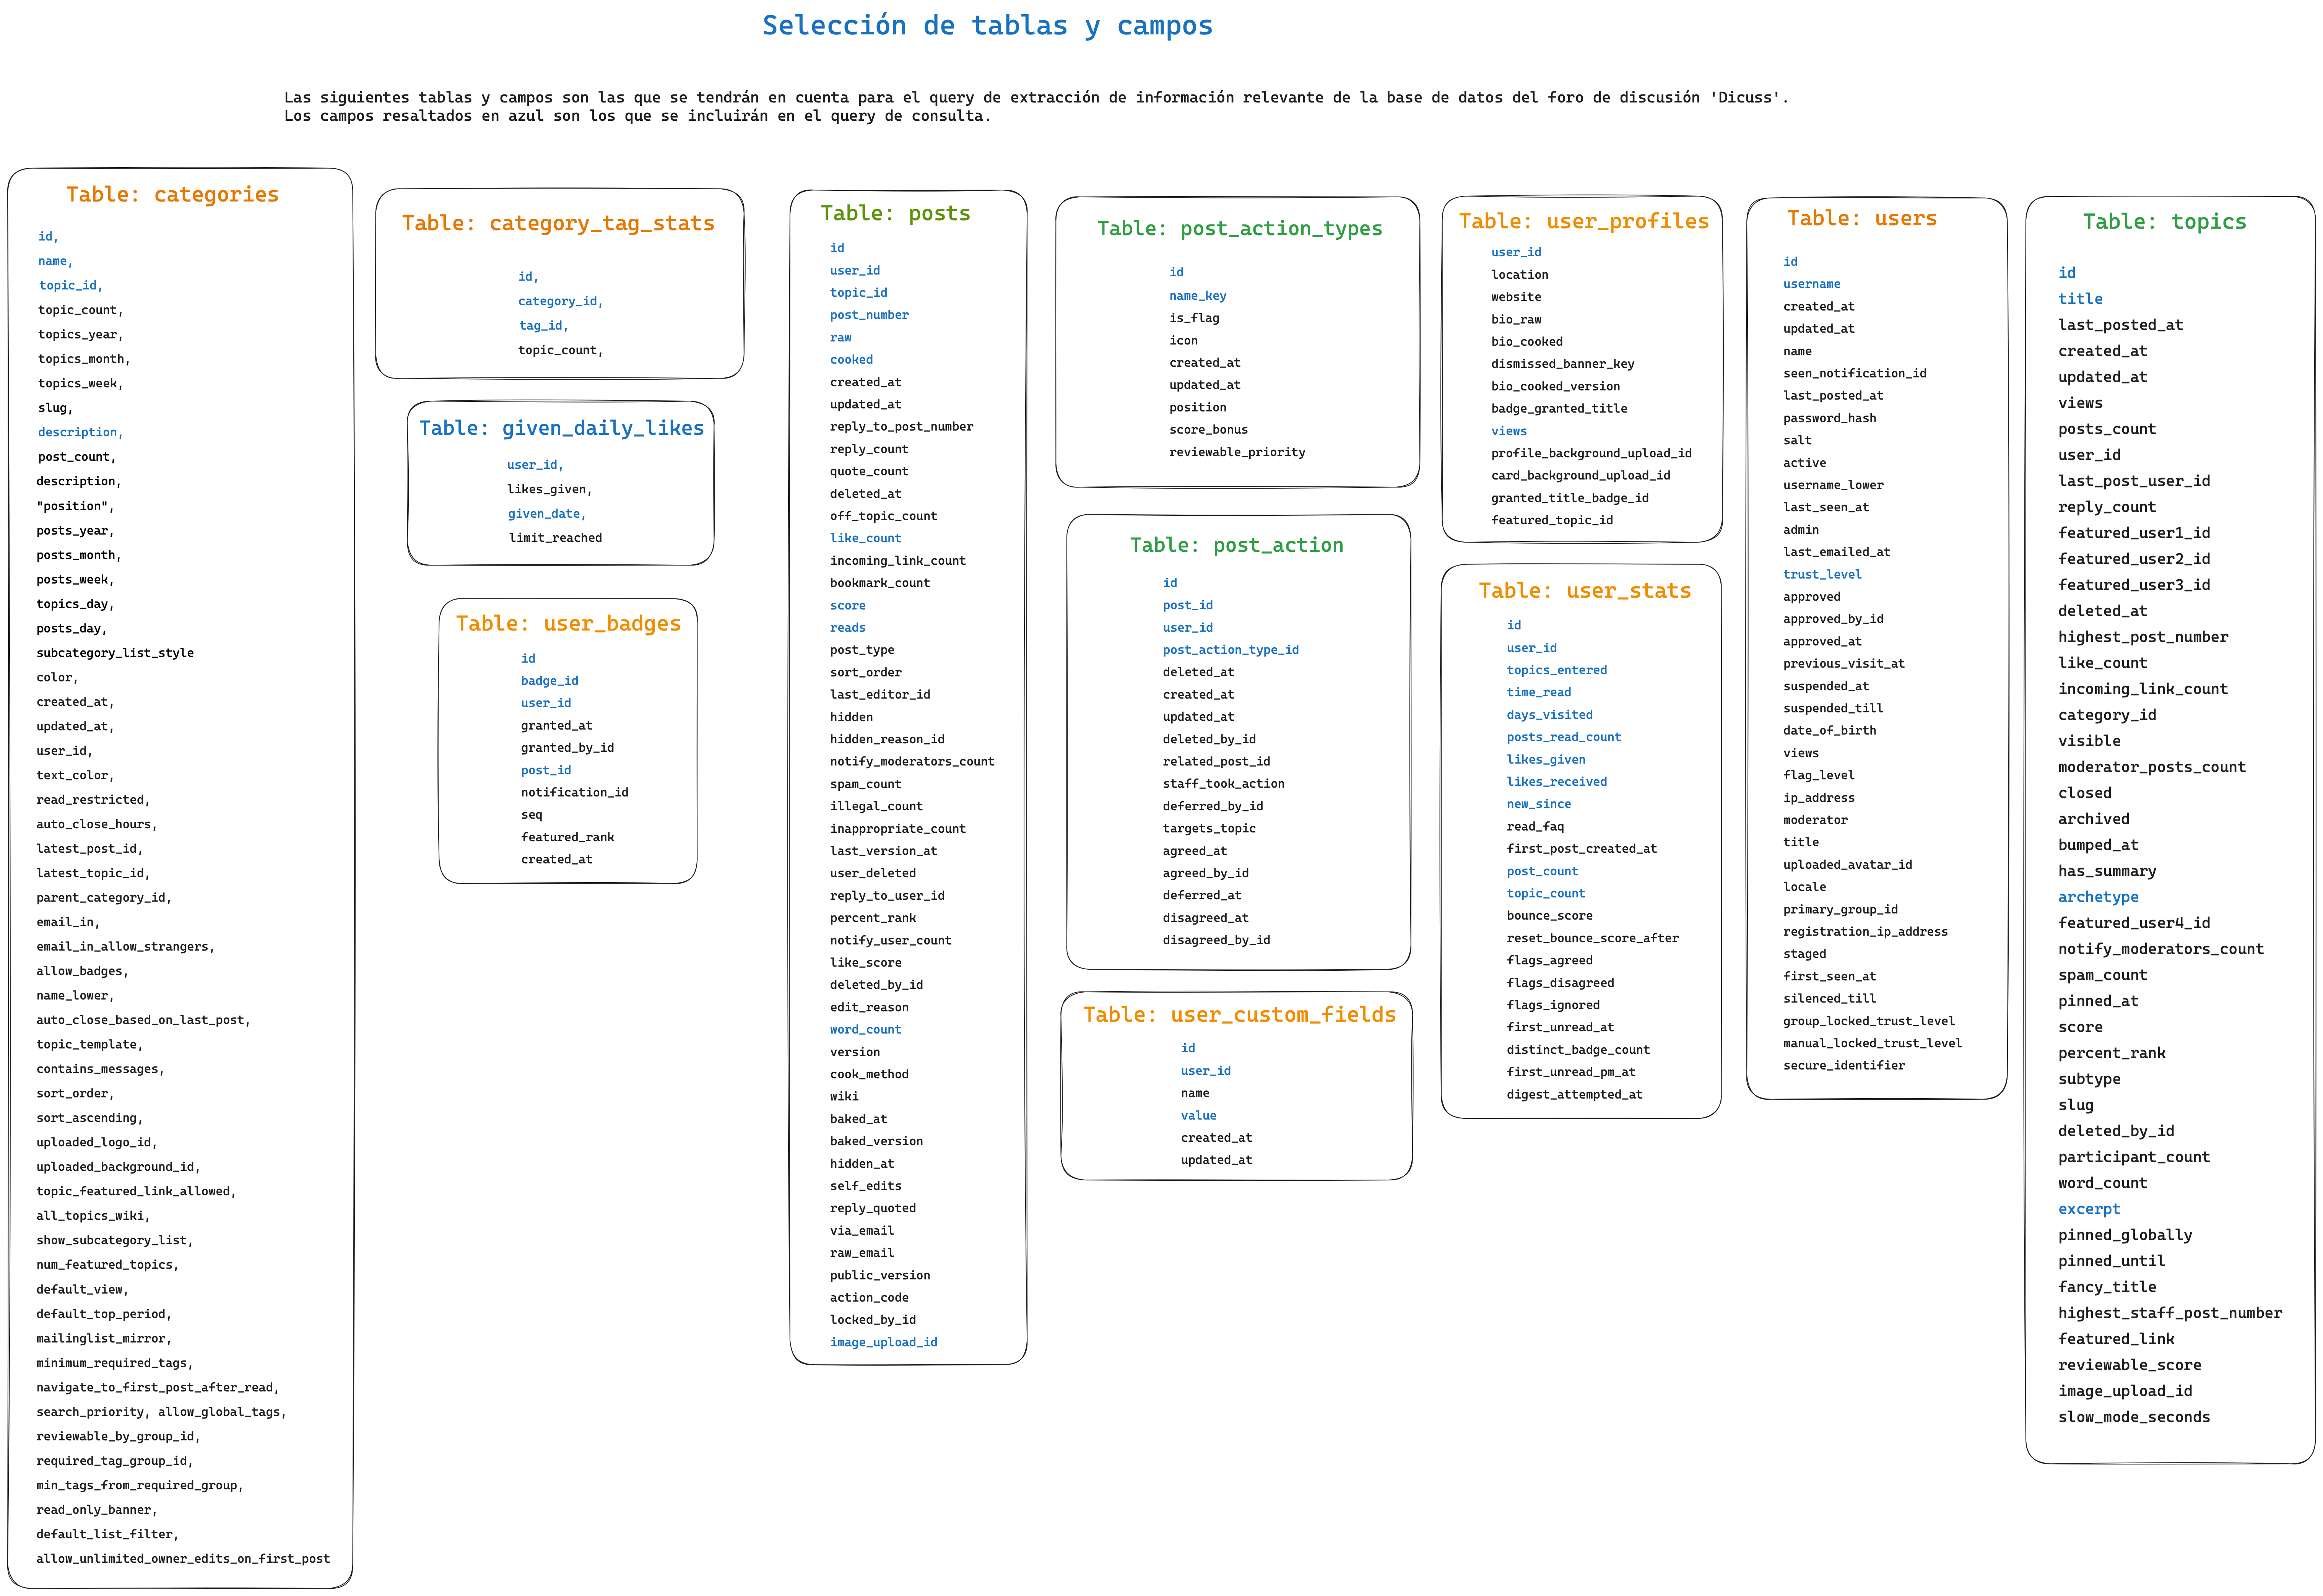 Selección de tablas y campos
Las siguientes tablas y campos son las que se tendrán en cuenta para el query de extracción de información relevante de la base de datos del foro de discusión 'Dicuss'.
Los campos resaltados en azul son los que se incluirán en el query de consulta.
Table: categories
id,
name,
topic_id,
topic_count,
topics_year,
topics_month,
topics_week,
slug,
description,
post_count,
description,
"position",
posts_year,
posts_month,
posts_week,
topics_day,
posts_day,
subcategory_list_style
color,
created_at,
updated_at,
user_id,
text_color,
read_restricted,
auto_close_hours,
latest_post_id,
latest_topic_id,
parent_category_id,
email_in,
email_in_allow_strangers,
allow_badges,
name_lower,
auto_close_based_on_last_post,
topic_template,
contains_messages,
sort_order,
sort_ascending,
uploaded_logo_id,
uploaded_background_id,
topic_featured_link_allowed,
all_topics_wiki,
show_subcategory_list,
num_featured_topics,
default_view,
default_top_period,
mailinglist_mirror,
minimum_required_tags,
navigate_to_first_post_after_read,
search_priority, allow_global_tags,
reviewable_by_group_id,
required_tag_group_id,
min_tags_from_required_group,
read_only_banner,
default_list_filter,
allow_unlimited_owner_edits_on_first_post
Table: category_tag_stats
id,
category_id,
tag_id,
topic_count,
Table: given_daily_likes
user_id,
likes_given,
given_date,
limit_reached
Table: user_badges
id
badge_id
user_id
granted_at
granted_by_id
post_id
notification_id
seq
featured_rank
created_at
Table: posts
id
user_id
topic_id
post_number
raw
cooked
created_at
updated_at
reply_to_post_number
reply_count
quote_count
deleted_at
off_topic_count
like_count
incoming_link_count
bookmark_count
score
reads
post_type
sort_order
last_editor_id
hidden
hidden_reason_id
notify_moderators_count
spam_count
illegal_count
inappropriate_count
last_version_at
user_deleted
reply_to_user_id
percent_rank
notify_user_count
like_score
deleted_by_id
edit_reason
word_count
version
cook_method
wiki
baked_at
baked_version
hidden_at
self_edits
reply_quoted
via_email
raw_email
public_version
action_code
locked_by_id
image_upload_id
Table: post_action_types
id
name_key
is_flag
icon
created_at
updated_at
position
score_bonus
reviewable_priority
Table: post_action
id
post_id
user_id
post_action_type_id
deleted_at
created_at
updated_at
deleted_by_id
related_post_id
staff_took_action
deferred_by_id
targets_topic
agreed_at
agreed_by_id
deferred_at
disagreed_at
disagreed_by_id
Table: user_custom_fields
id
user_id
name
value
created_at
updated_at
Table: user_profiles
user_id
location
website
bio_raw
bio_cooked
dismissed_banner_key
bio_cooked_version
badge_granted_title
views
profile_background_upload_id
card_background_upload_id
granted_title_badge_id
featured_topic_id
Table: user_stats
id
user_id
topics_entered
time_read
days_visited
posts_read_count
likes_given
likes_received
new_since
read_faq
first_post_created_at
post_count
topic_count
bounce_score
reset_bounce_score_after
flags_agreed
flags_disagreed
flags_ignored
first_unread_at
distinct_badge_count
first_unread_pm_at
digest_attempted_at
Table: users
id
username
created_at
updated_at
name
seen_notification_id
last_posted_at
password_hash
salt
active
username_lower
last_seen_at
admin
last_emailed_at
trust_level
approved
approved_by_id
approved_at
previous_visit_at
suspended_at
suspended_till
date_of_birth
views
flag_level
ip_address
moderator
title
uploaded_avatar_id
locale
primary_group_id
registration_ip_address
staged
first_seen_at
silenced_till
group_locked_trust_level
manual_locked_trust_level
secure_identifier
Table: topics
id
title
last_posted_at
created_at
updated_at
views
posts_count
user_id
last_post_user_id
reply_count
featured_user1_id
featured_user2_id
featured_user3_id
deleted_at
highest_post_number
like_count
incoming_link_count
category_id
visible
moderator_posts_count
closed
archived
bumped_at
has_summary
archetype
featured_user4_id
notify_moderators_count
spam_count
pinned_at
score
percent_rank
subtype
slug
deleted_by_id
participant_count
word_count
excerpt
pinned_globally
pinned_until
fancy_title
highest_staff_post_number
featured_link
reviewable_score
image_upload_id
slow_mode_seconds